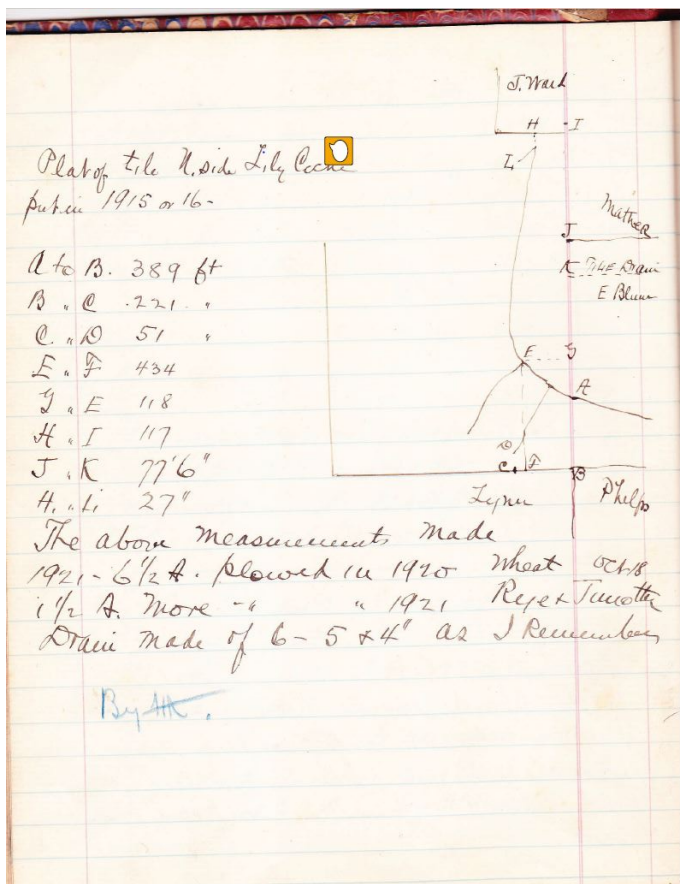 J. Ward
H - I
L
Plat of tile N. side Lily
put in 1915 or 16 -
Mather
J
K TILE Drain
E Blum
A to B. 389 ft
B " C 221 "
C. " D 51 "
E " F 434
G " E 118
H " I 117
J " K 77'6"
H. " Li 27"
E G
A
D
C F B
Lynn Phelps
The above measurements made
1921 - 6 1/2 A. plowed in 1920 Wheat Oct. 18
1 1/2 A. more - " " 1921 Rye & Timothy
Drain made of 6 - 5 & 4" as I Remember
By